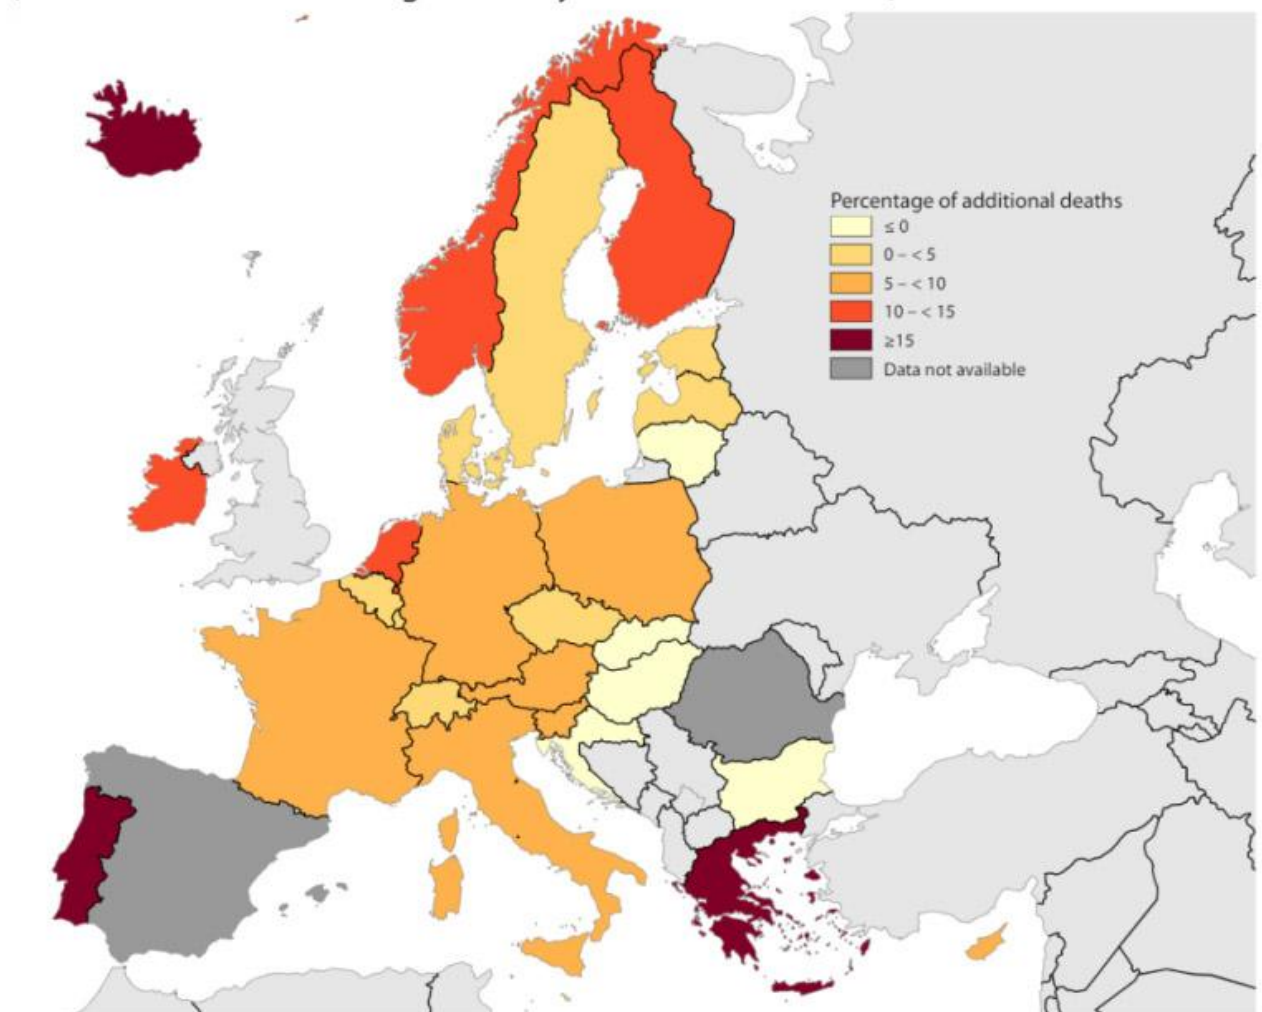 Percentage of additional deaths
≤ 0
0 – < 5
5 – < 10
10 – < 15
≥15
Data not available